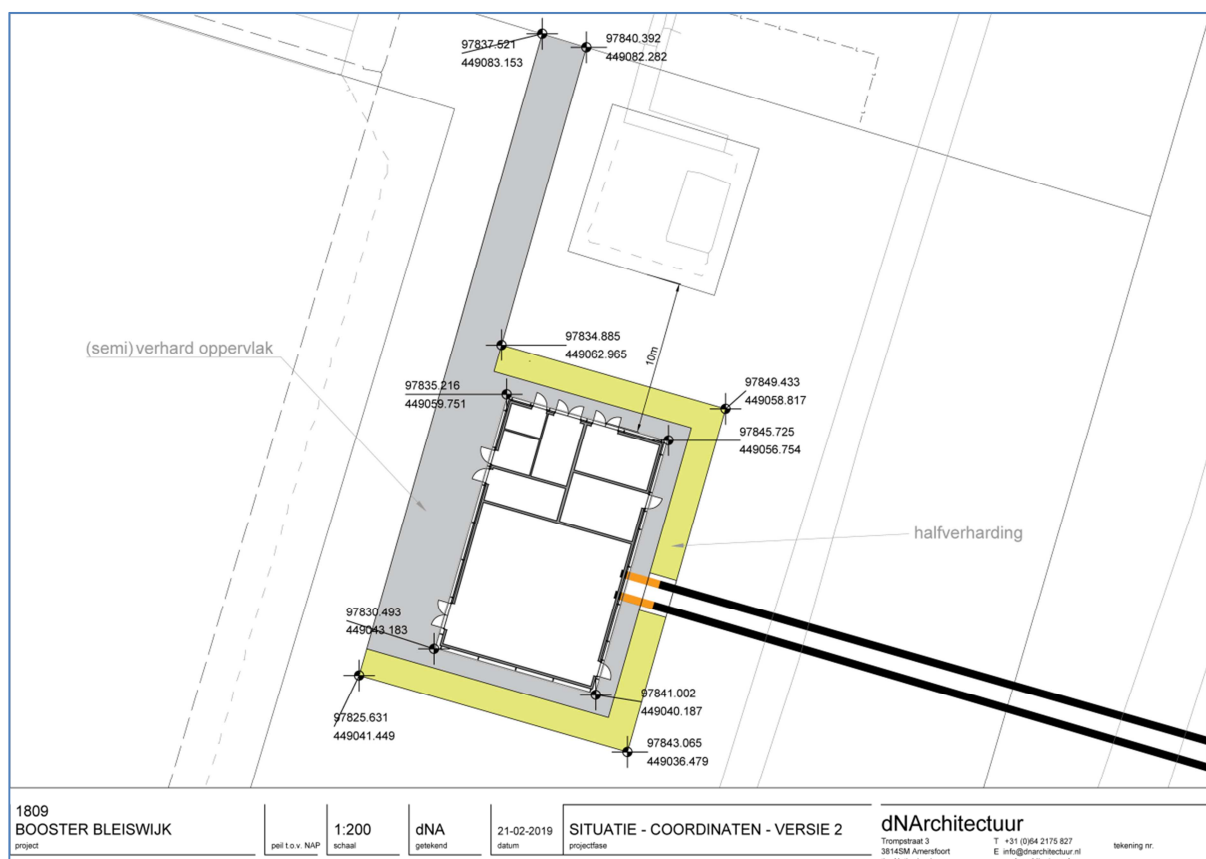 97837.521
449083.153
97840.392
449082.282
(semi) verhard oppervlak
97834.885
449062.965
10m
97835.216
449059.751
97849.433
449058.817
97845.725
449056.754
halfverharding
97830.493
449043.183
97841.002
449040.187
97825.631
449041.449
97843.065
449036.479
1809
BOOSTER BLEISWIJK
project
peil t.o.v. NAP
1:200
schaal
dNA
getekend
21-02-2019
datum
SITUATIE - COORDINATEN - VERSIE 2
projectfase
dNArchitectuur
Trompstraat 3
3814SM Amersfoort
T +31 (0)64 2175 827
E info@dnarchitectuur.nl
tekening nr.